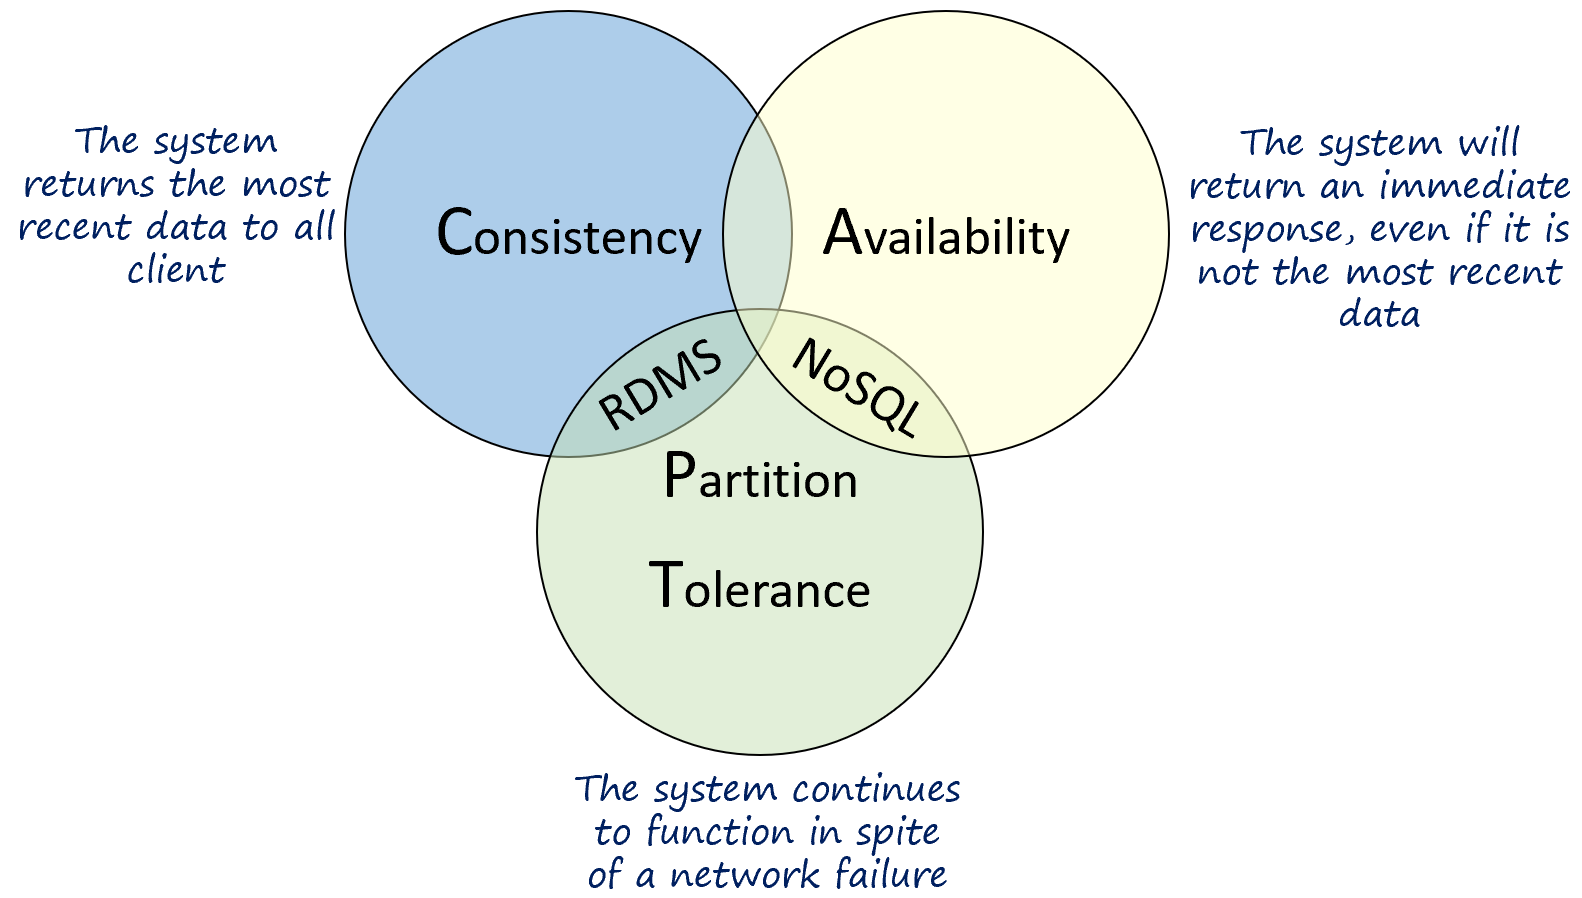 The system
returns the most
recent data to all
client
Consistency
Availability
The system will
return an immediate
response, even if it is
not the most recent
data
RDMS
NoSQL
Partition
Tolerance
The system continues
to function in spite
of a network failure